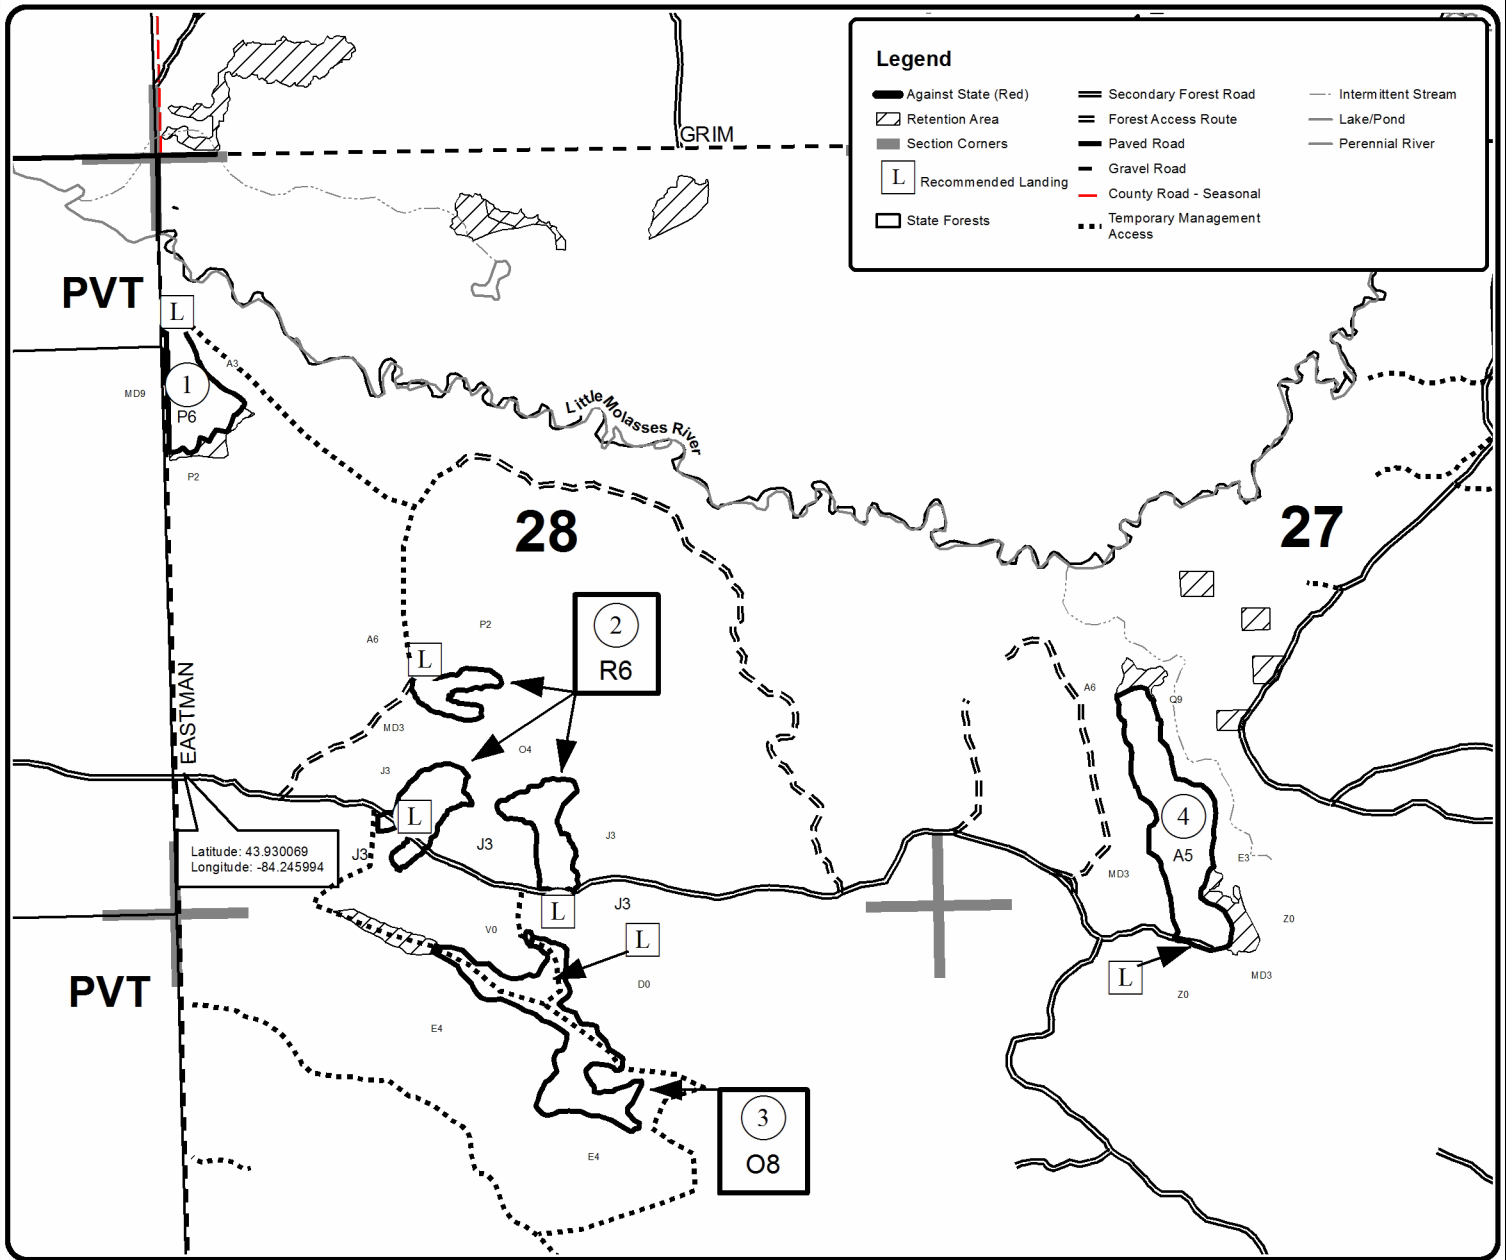 GRIM
Legend
Against State (Red)
Retention Area
Section Corners
L
Recommended Landing
State Forests
Secondary Forest Road
Forest Access Route
Paved Road
Gravel Road
County Road - Seasonal
Temporary Management
Access
Intermittent Stream
Lake/Pond
Perennial River
PVT
L
A3
1
MD9
P6
P2
Little Molasses River
28
27
2
R6
P2
A6
L
EASTMAN
MD3
O4
J3
A6
Q9
L
J3
J3
J3
4
A5
Latitude: 43.930069
Longitude: -84.245994
E3
MD3
L
J3
V0
L
Z0
PVT
D0
L
MD3
Z0
E4
3
O8
E4